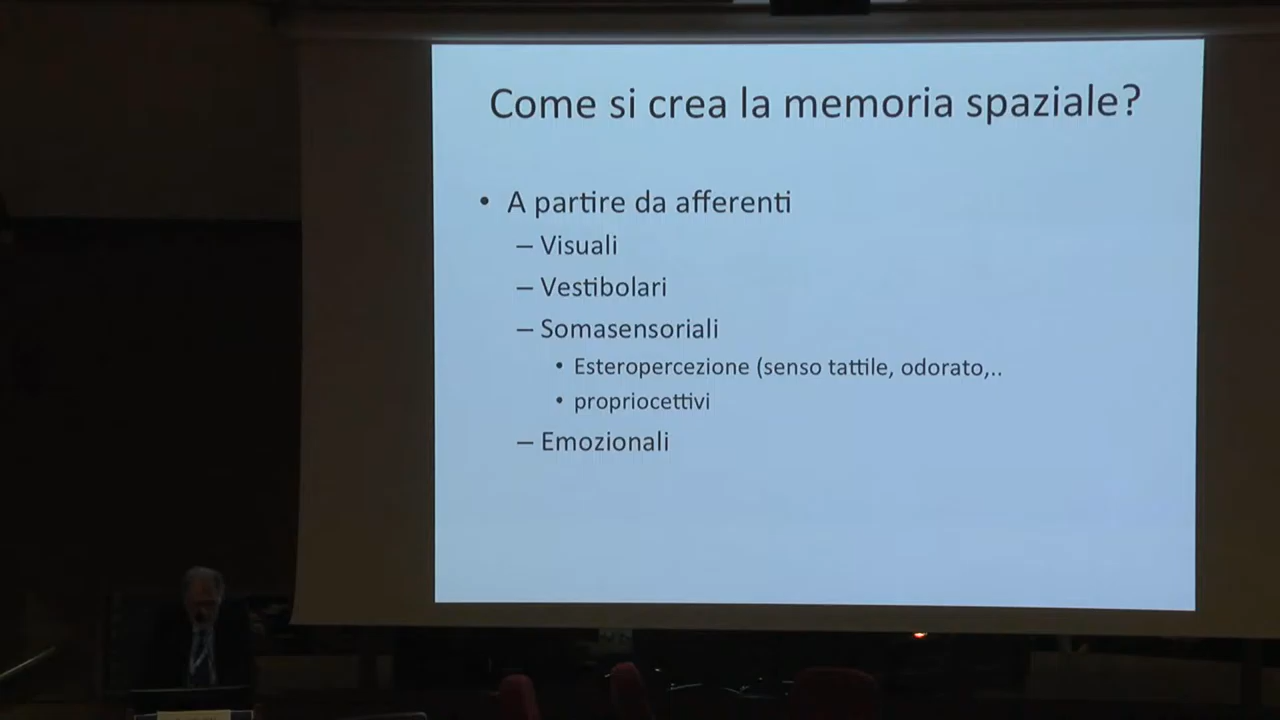 Come si crea la memoria spaziale?
• A partire da afferenti
– Visuali
– Vestibolari
– Somasensoriali
• Esteropercezione (senso tattile, odorato,..
• propriocettivi
– Emozionali